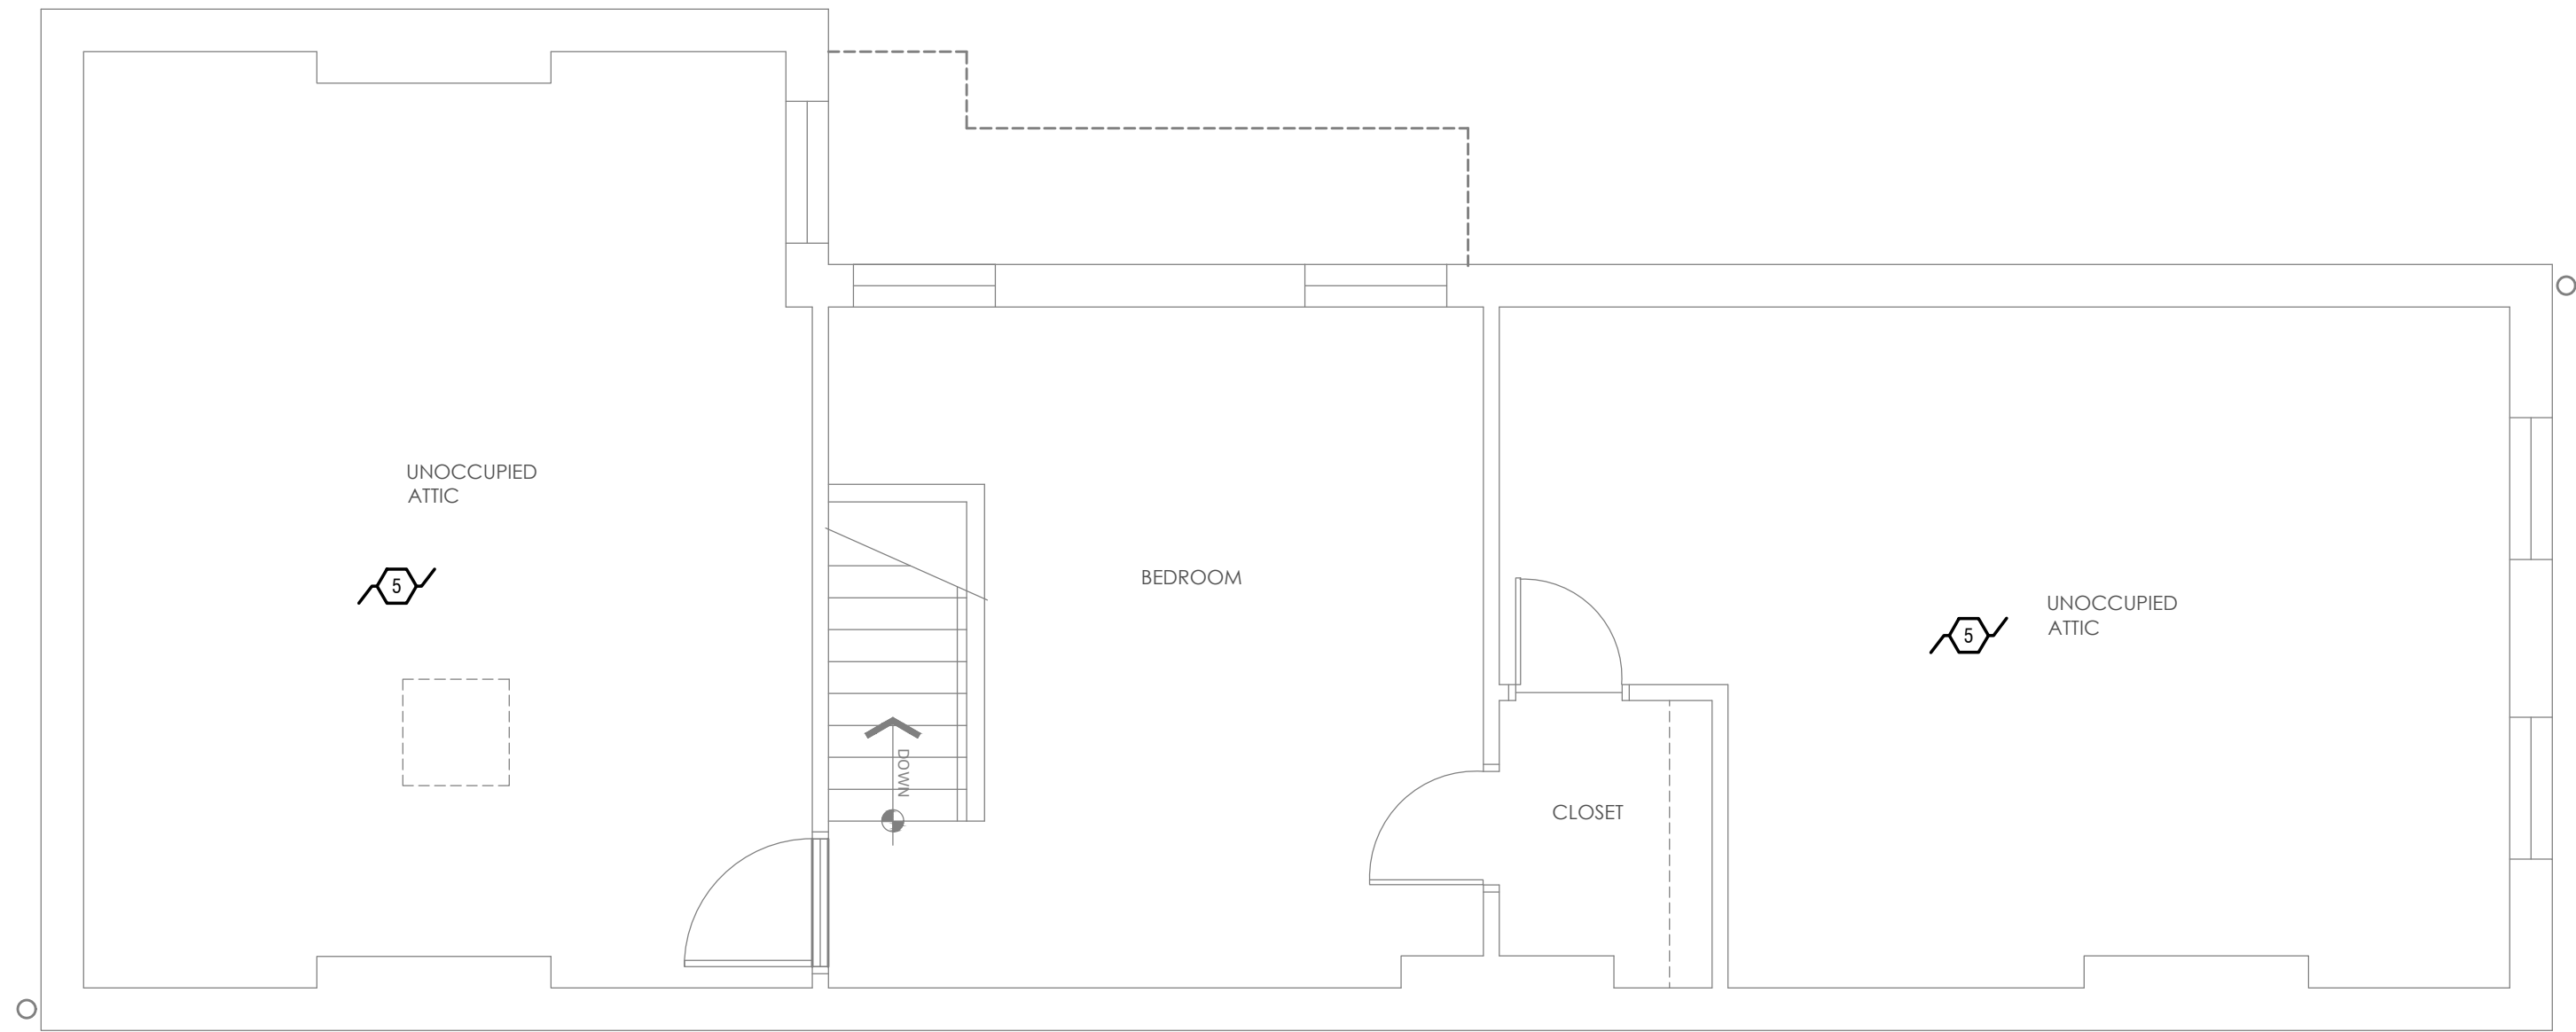 UNOCCUPIED
ATTIC
5
BEDROOM
UNOCCUPIED
ATTIC
5
DOWN
CLOSET